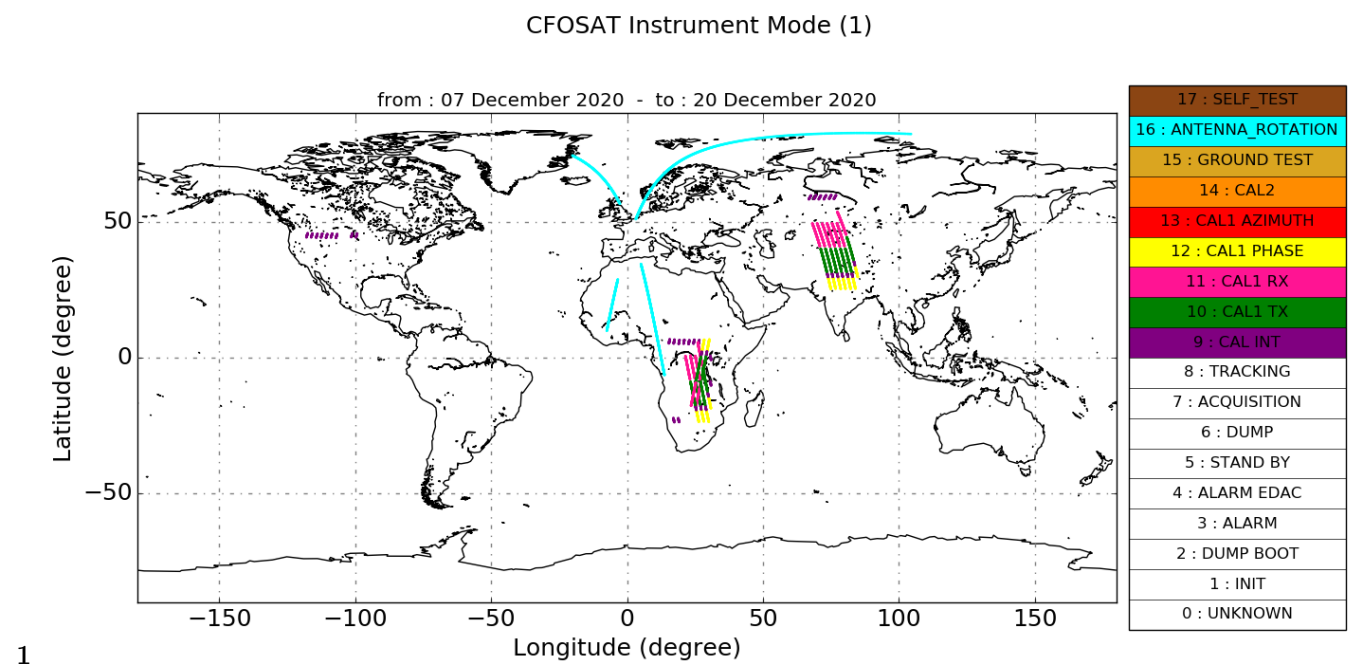 CFOSAT Instrument Mode (1)
from : 07 December 2020 - to : 20 December 2020
17 : SELF_TEST
16 : ANTENNA_ROTATION
15 : GROUND TEST
14 : CAL2
13 : CAL1 AZIMUTH
12 : CAL1 PHASE
11 : CAL1 RX
10 : CAL1 TX
9 : CAL INT
8 : TRACKING
7 : ACQUISITION
6 : DUMP
5 : STAND BY
4 : ALARM EDAC
3 : ALARM
2 : DUMP BOOT
1 : INIT
0 : UNKNOWN
50
0
−50
Latitude (degree)
−150 −100 −50 0 50 100 150
Longitude (degree)
1